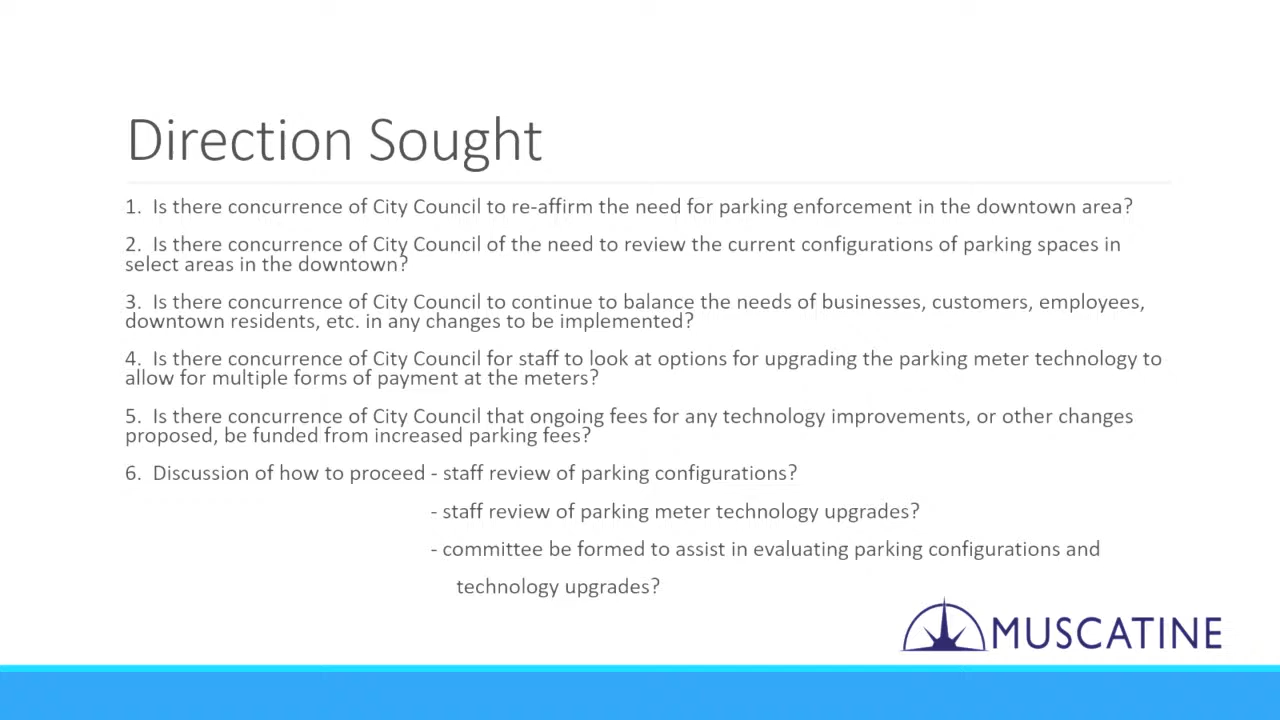 Direction Sought
1. Is there concurrence of City Council to re-affirm the need for parking enforcement in the downtown area?
2. Is there concurrence of City Council of the need to review the current configurations of parking spaces in
select areas in the downtown?
3. Is there concurrence of City Council to continue to balance the needs of businesses, customers, employees,
downtown residents, etc. in any changes to be implemented?
4. Is there concurrence of City Council for staff to look at options for upgrading the parking meter technology to
allow for multiple forms of payment at the meters?
5. Is there concurrence of City Council that ongoing fees for any technology improvements, or other changes
proposed, be funded from increased parking fees?
6. Discussion of how to proceed - staff review of parking configurations?
- staff review of parking meter technology upgrades?
- committee be formed to assist in evaluating parking configurations and
technology upgrades?
MUSCATINE